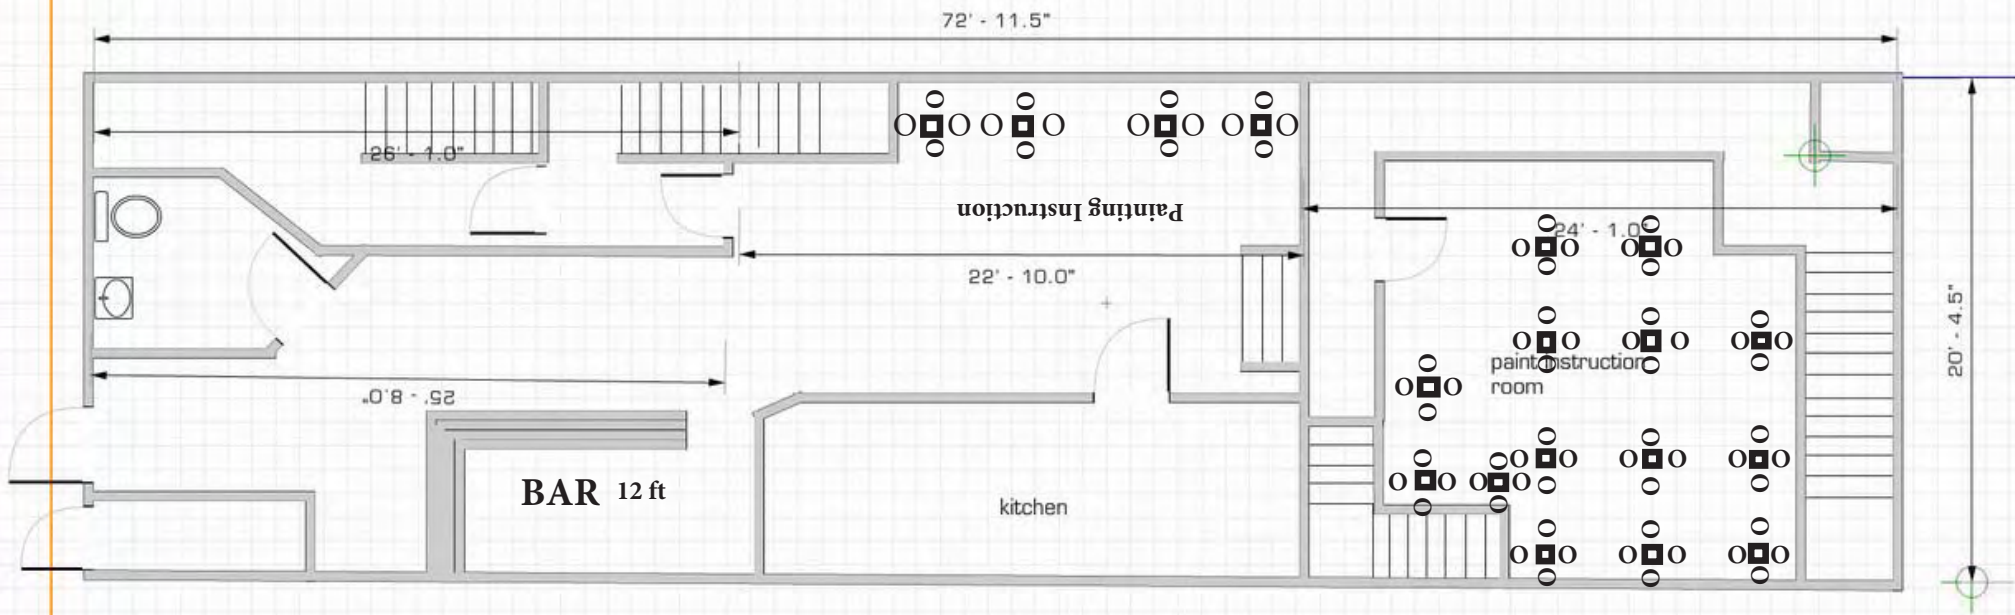 72' - 11.5"
26' - 1.0"
Painting Instruction
24' - 1.0"
22' - 10.0"
20' - 4.5"
25' - 8.0"
paint instruction
room
BAR 12 ft
kitchen